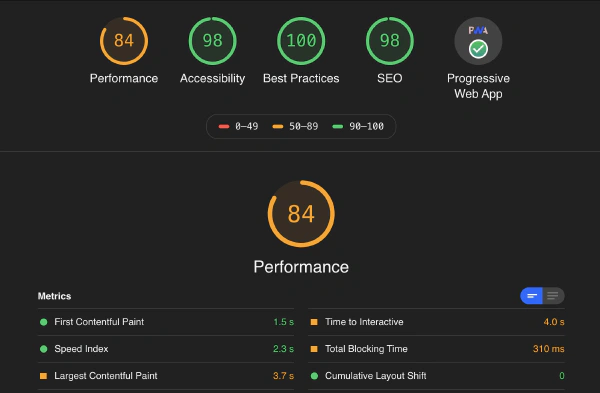 84
98
100
98
PWA
Performance
Accessibility
Best Practices
SEO
Progressive
Web App
0–49
50–89
90–100
84
Performance
Metrics
First Contentful Paint 1.5 s
Time to Interactive 4.0 s
Speed Index 2.3 s
Total Blocking Time 310 ms
Largest Contentful Paint 3.7 s
Cumulative Layout Shift 0